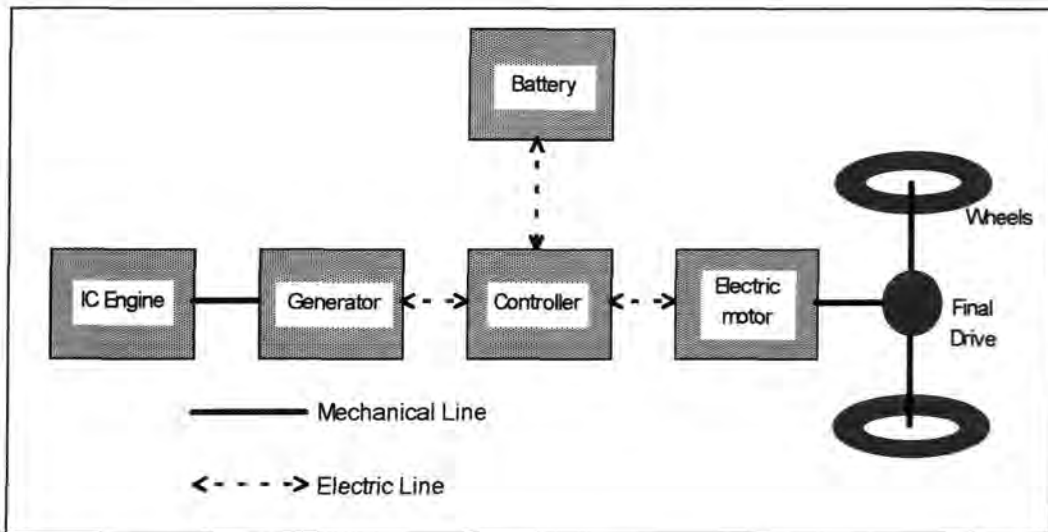 Battery
Wheels
IC Engine
Generator
Controller
Electric
motor
Final
Drive
Mechanical Line
Electric Line